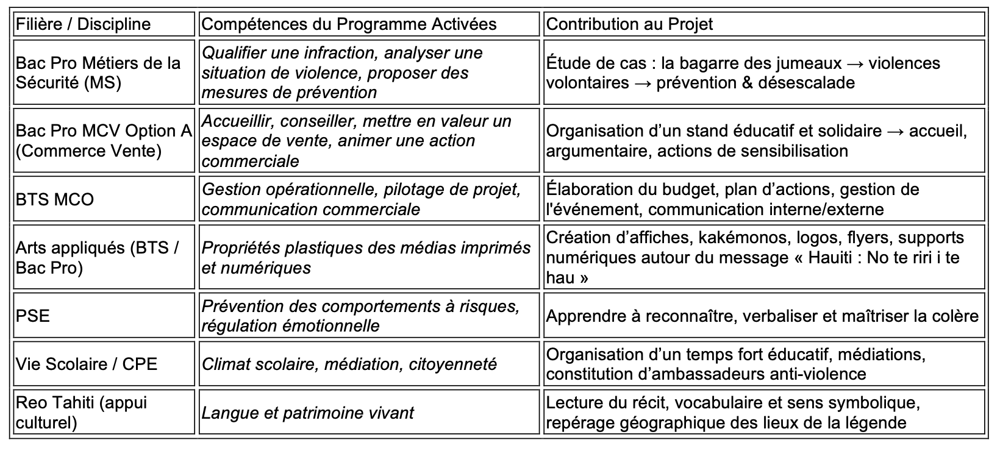 Filière / Discipline
Compétences du Programme Activées
Contribution au Projet
Bac Pro Métiers de la
Sécurité (MS)
Qualifier une infraction, analyser une
situation de violence, proposer des
mesures de prévention
Étude de cas : la bagarre des jumeaux → violences
volontaires → prévention & désescalade
Bac Pro MCV Option A
(Commerce Vente)
Accueillir, conseiller, mettre en valeur un
espace de vente, animer une action
commerciale
Organisation d’un stand éducatif et solidaire → accueil,
argumentaire, actions de sensibilisation
BTS MCO
Gestion opérationnelle, pilotage de projet,
communication commerciale
Élaboration du budget, plan d’actions, gestion de
l'événement, communication interne/externe
Arts appliqués (BTS /
Bac Pro)
Propriétés plastiques des médias imprimés
et numériques
Création d’affiches, kakémonos, logos, flyers, supports
numériques autour du message « Hauiti : No te riri i te
hau »
PSE
Prévention des comportements à risques,
régulation émotionnelle
Apprendre à reconnaître, verbaliser et maîtriser la colère
Vie Scolaire / CPE
Climat scolaire, médiation, citoyenneté
Organisation d’un temps fort éducatif, médiations,
constitution d’ambassadeurs anti-violence
Reo Tahiti (appui
culturel)
Langue et patrimoine vivant
Lecture du récit, vocabulaire et sens symbolique,
repérage géographique des lieux de la légende